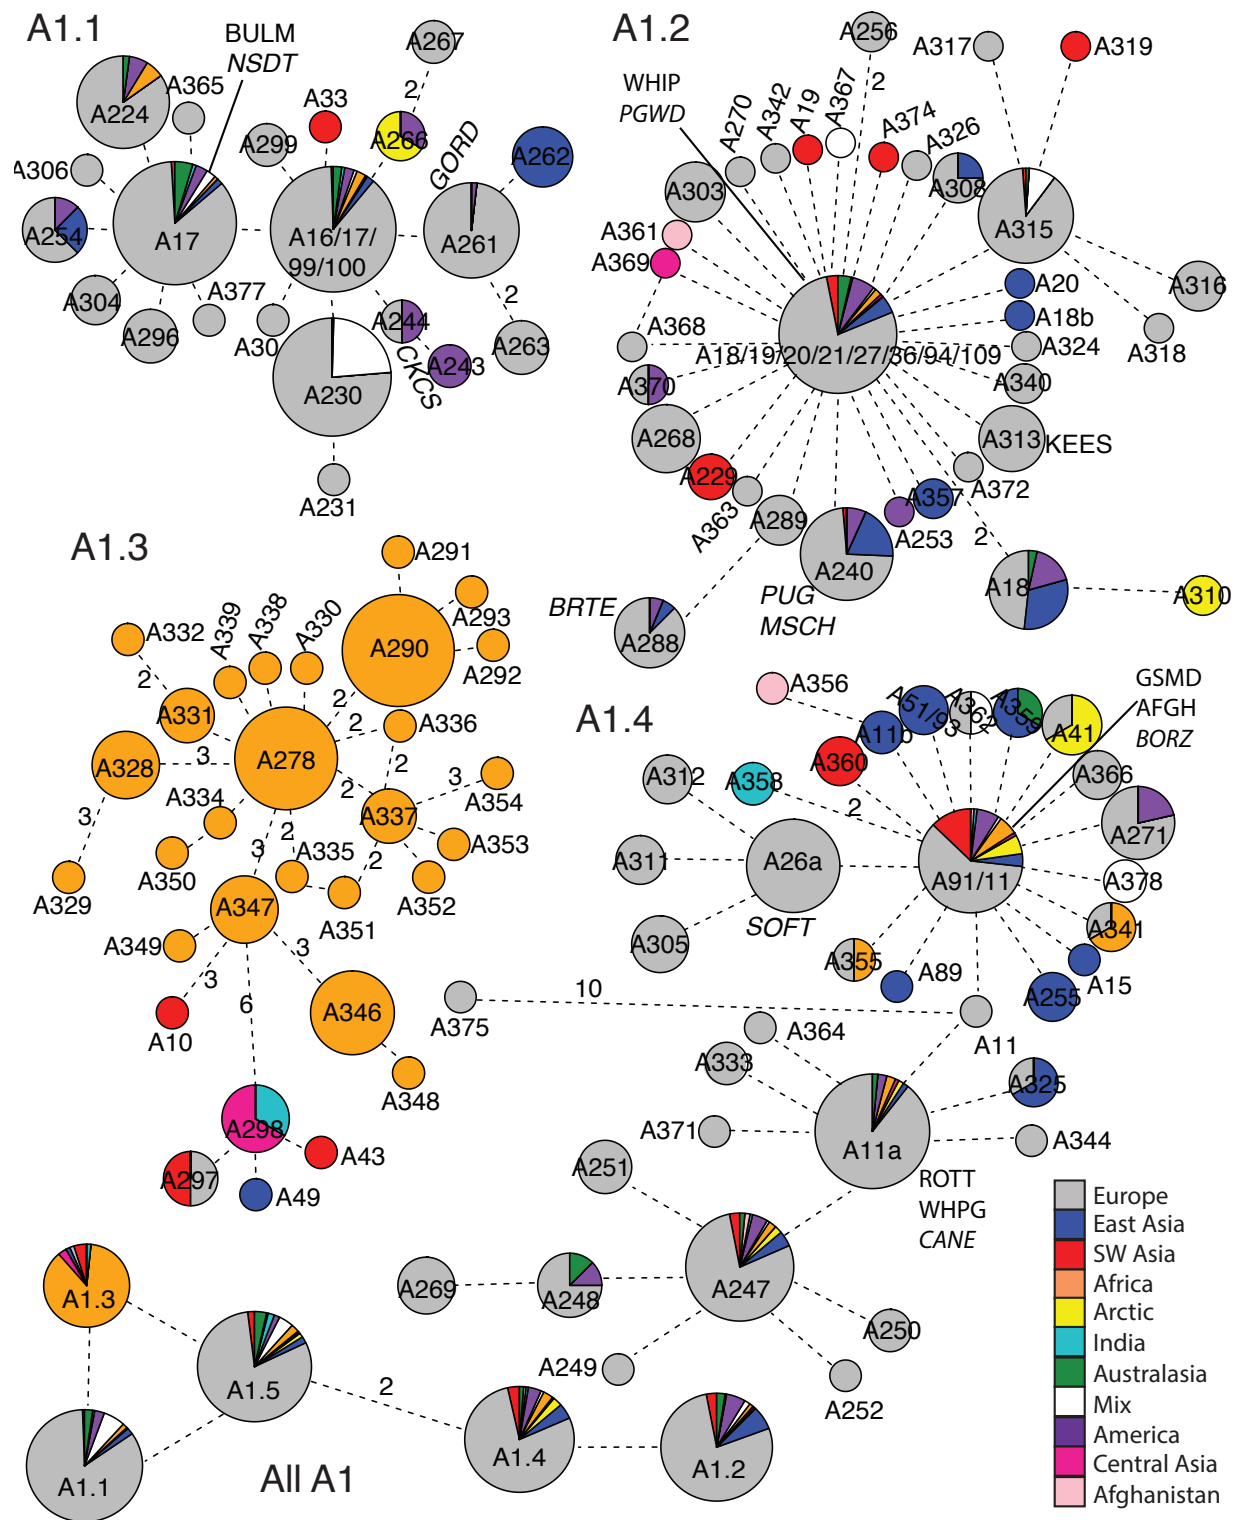 A1.1
BULM
NSDT
A267
2
A224
A365
A33
A299
A266
GORD
A262
A306
A254
A17
A16/17/
99/100
A261
A304
A296
A377
A30
A244
CKCS
A243
2
A263
A230
A231
A1.2
A256
2
A317
A319
WHIP
PGWD
A270
A342
A19
A367
A374
A326
A308
A303
A361
A369
A315
A316
A318
A20
A18b
A324
A340
A368
A18/19/20/21/27/36/94/109
A370
A268
A229
A363
A289
A313
KEES
A372
A357
A253
2
A240
PUG
MSCH
A18
A310
BRTE
A288
A1.3
A291
A293
A292
A290
A332
2
A339
A338
A330
A331
2
2
A336
A328
3
A278
2
2
A337
3
A354
A353
A352
3
A334
A350
3
2
A335
2
A351
A329
A347
A349
3
3
A10
6
A346
A348
A298
A297
A49
A43
A1.4
A356
A11b
A51/93
A362
A359
A41
GSMD
AFGH
BORZ
A360
A358
2
A366
A271
A312
A311
A26a
A305
SOFT
A91/11
A378
A341
A355
A89
A15
A255
10
A375
A11
A364
A333
A371
A11a
A325
A344
ROTT
WHPG
CANE
A251
A247
A269
A248
A249
A250
A252
A1.3
A1.5
2
A1.1
A1.4
A1.2
All A1
Europe
East Asia
SW Asia
Africa
Arctic
India
Australasia
Mix
America
Central Asia
Afghanistan